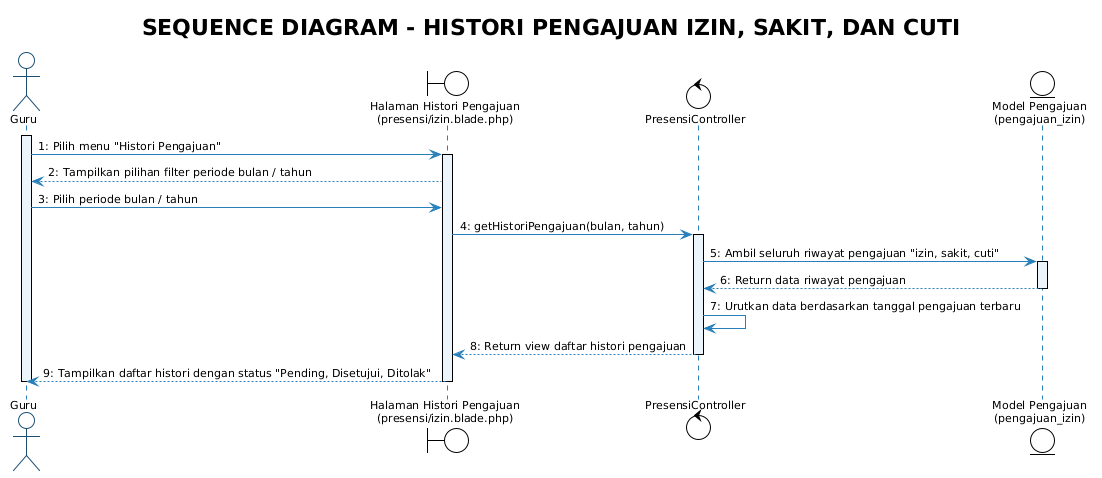 SEQUENCE DIAGRAM - HISTORI PENGAJUAN IZIN, SAKIT, DAN CUTI
Guru
Halaman Histori Pengajuan
(presensi/izin.blade.php)
PresensiController
Model Pengajuan
(pengajuan_izin)
1: Pilih menu "Histori Pengajuan"
2: Tampilkan pilihan filter periode bulan / tahun
3: Pilih periode bulan / tahun
4: getHistoriPengajuan(bulan, tahun)
5: Ambil seluruh riwayat pengajuan "izin, sakit, cuti"
6: Return data riwayat pengajuan
7: Urutkan data berdasarkan tanggal pengajuan terbaru
8: Return view daftar histori pengajuan
9: Tampilkan daftar histori dengan status "Pending, Disetujui, Ditolak"
Guru
Halaman Histori Pengajuan
(presensi/izin.blade.php)
PresensiController
Model Pengajuan
(pengajuan_izin)